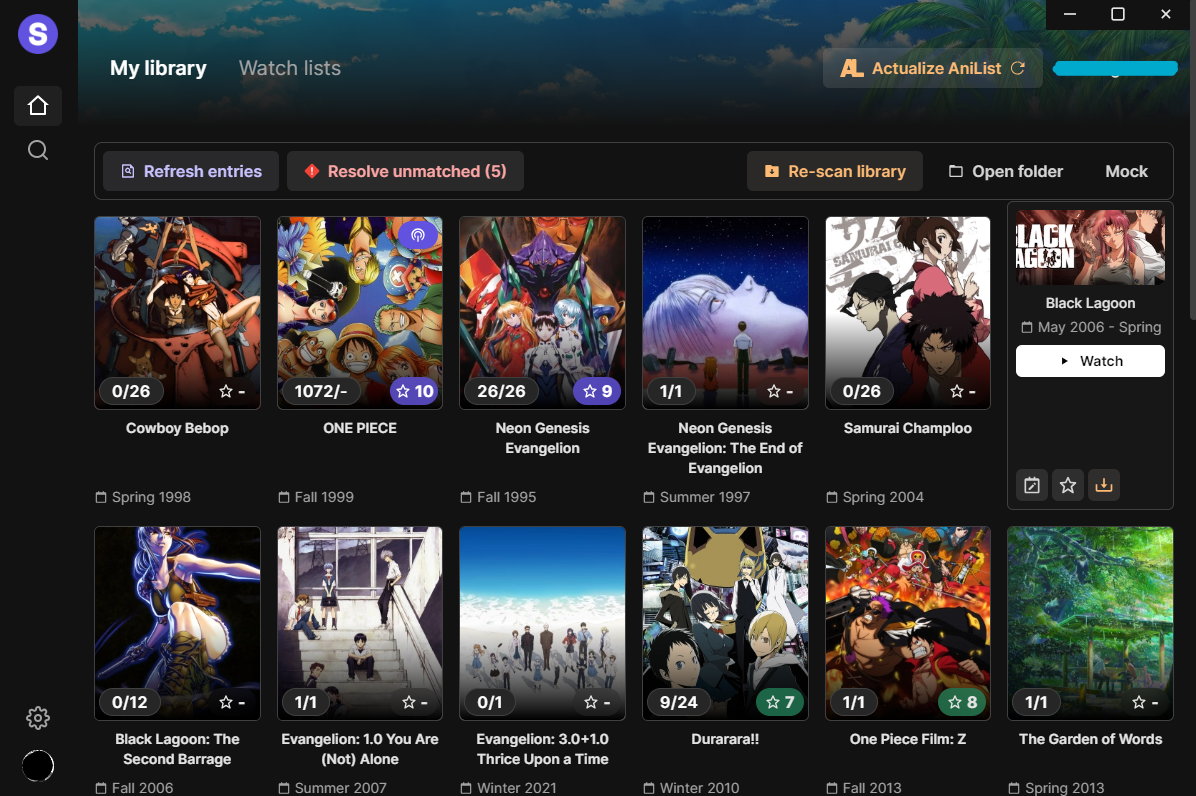 S
My library
Watch lists
AL Actualize AniList
Refresh entries
Resolve unmatched (5)
Re-scan library
Open folder
Mock
SAMURAI CHAMPLOO
BLACK
LAGOON
Black Lagoon
May 2006 - Spring
Watch
0/26
-
1072/-
10
26/26
9
1/1
-
0/26
-
Cowboy Bebop
ONE PIECE
Neon Genesis
Evangelion
Neon Genesis
Evangelion: The End of
Evangelion
Samurai Champloo
Spring 1998
Fall 1999
Fall 1995
Summer 1997
Spring 2004
0/12
-
1/1
-
0/1
-
9/24
7
1/1
8
1/1
-
Black Lagoon: The
Second Barrage
Evangelion: 1.0 You Are
(Not) Alone
Evangelion: 3.0+1.0
Thrice Upon a Time
Durarara!!
One Piece Film: Z
The Garden of Words
Fall 2006
Summer 2007
Winter 2021
Winter 2010
Fall 2013
Spring 2013